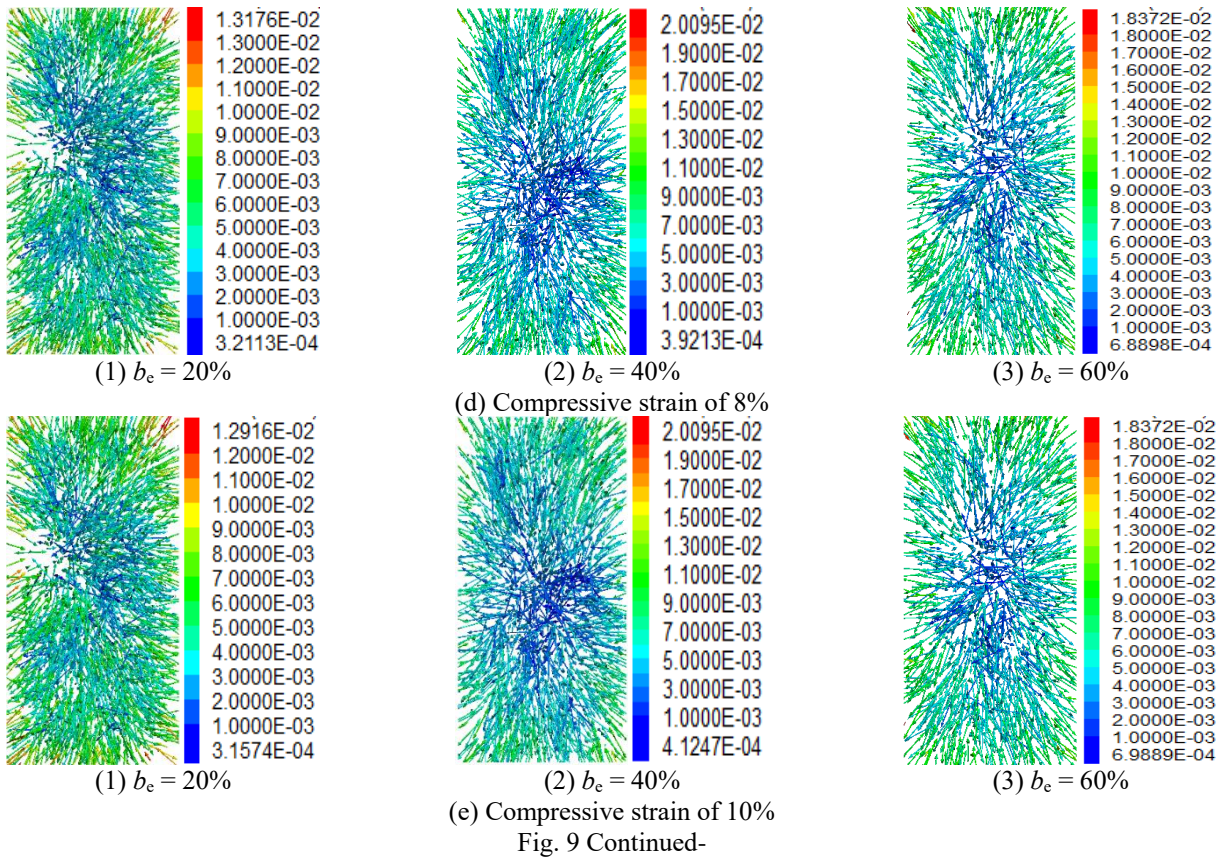 1.3176E-02
1.3000E-02
1.2000E-02
1.1000E-02
1.0000E-02
9.0000E-03
8.0000E-03
7.0000E-03
6.0000E-03
5.0000E-03
4.0000E-03
3.0000E-03
2.0000E-03
1.0000E-03
3.2113E-04
(1) be = 20%
2.0095E-02
1.9000E-02
1.7000E-02
1.5000E-02
1.3000E-02
1.1000E-02
9.0000E-03
7.0000E-03
5.0000E-03
3.0000E-03
1.0000E-03
3.9213E-04
(2) be = 40%
1.8372E-02
1.8000E-02
1.7000E-02
1.6000E-02
1.5000E-02
1.4000E-02
1.3000E-02
1.2000E-02
1.1000E-02
1.0000E-02
9.0000E-03
8.0000E-03
7.0000E-03
6.0000E-03
5.0000E-03
4.0000E-03
3.0000E-03
2.0000E-03
1.0000E-03
6.8898E-04
(3) be = 60%
(d) Compressive strain of 8%
1.2916E-02
1.2000E-02
1.1000E-02
1.0000E-02
9.0000E-03
8.0000E-03
7.0000E-03
6.0000E-03
5.0000E-03
4.0000E-03
3.0000E-03
2.0000E-03
1.0000E-03
3.1574E-04
(1) be = 20%
2.0095E-02
1.9000E-02
1.7000E-02
1.5000E-02
1.3000E-02
1.1000E-02
9.0000E-03
7.0000E-03
5.0000E-03
3.0000E-03
1.0000E-03
4.1247E-04
(2) be = 40%
1.8372E-02
1.8000E-02
1.7000E-02
1.6000E-02
1.5000E-02
1.4000E-02
1.3000E-02
1.2000E-02
1.1000E-02
1.0000E-02
9.0000E-03
8.0000E-03
7.0000E-03
6.0000E-03
5.0000E-03
4.0000E-03
3.0000E-03
2.0000E-03
1.0000E-03
6.9889E-04
(3) be = 60%
(e) Compressive strain of 10%
Fig. 9 Continued-